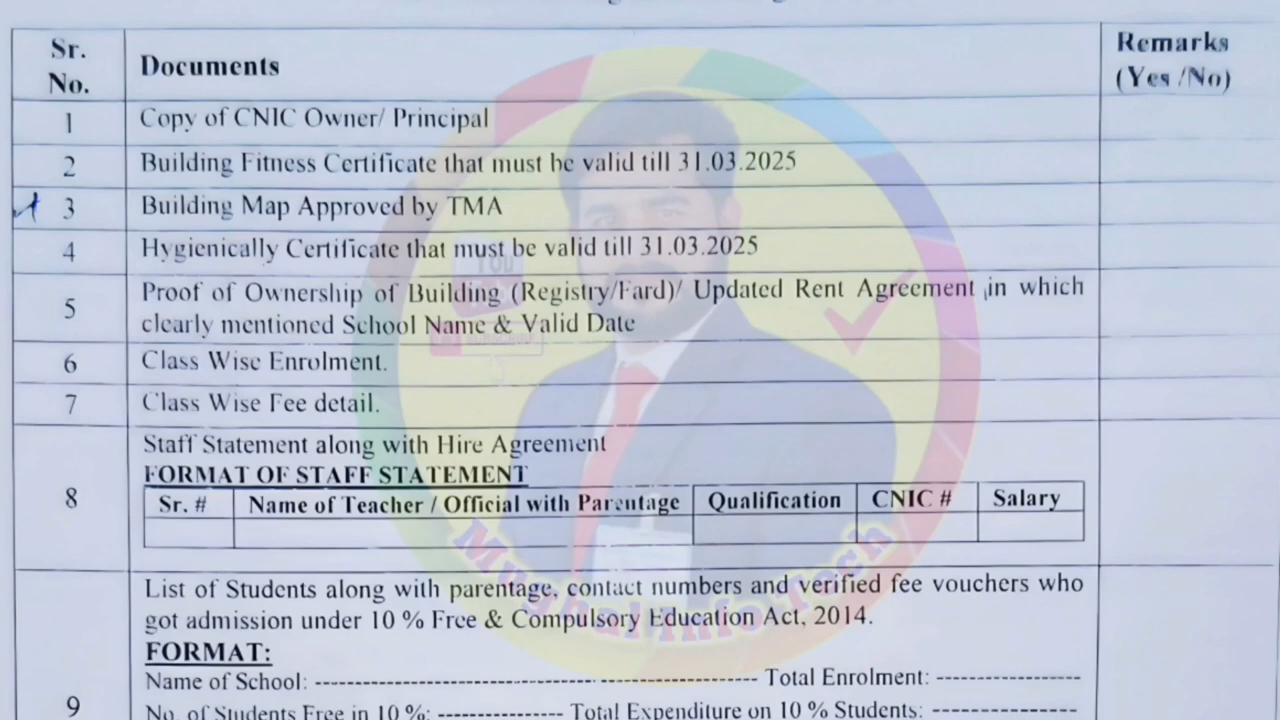 Sr. No.
Documents
Remarks (Yes /No)
1
Copy of CNIC Owner/ Principal
2
Building Fitness Certificate that must be valid till 31.03.2025
3
Building Map Approved by TMA
4
Hygienically Certificate that must be valid till 31.03.2025
5
Proof of Ownership of Building (Registry/Fard)/ Updated Rent Agreement in which
clearly mentioned School Name & Valid Date
6
Class Wise Enrolment.
7
Class Wise Fee detail.
8
Staff Statement along with Hire Agreement
FORMAT OF STAFF STATEMENT
Sr. # Name of Teacher / Official with Parentage Qualification CNIC # Salary
List of Students along with parentage, contact numbers and verified fee vouchers who
got admission under 10 % Free & Compulsory Education Act, 2014.
FORMAT:
Name of School: ------------------------------------------------------- Total Enrolment: -----------------
9
No. of Students Free in 10 %: --------------- Total Expenditure on 10 % Students: -----------------
Mughal Info Tech